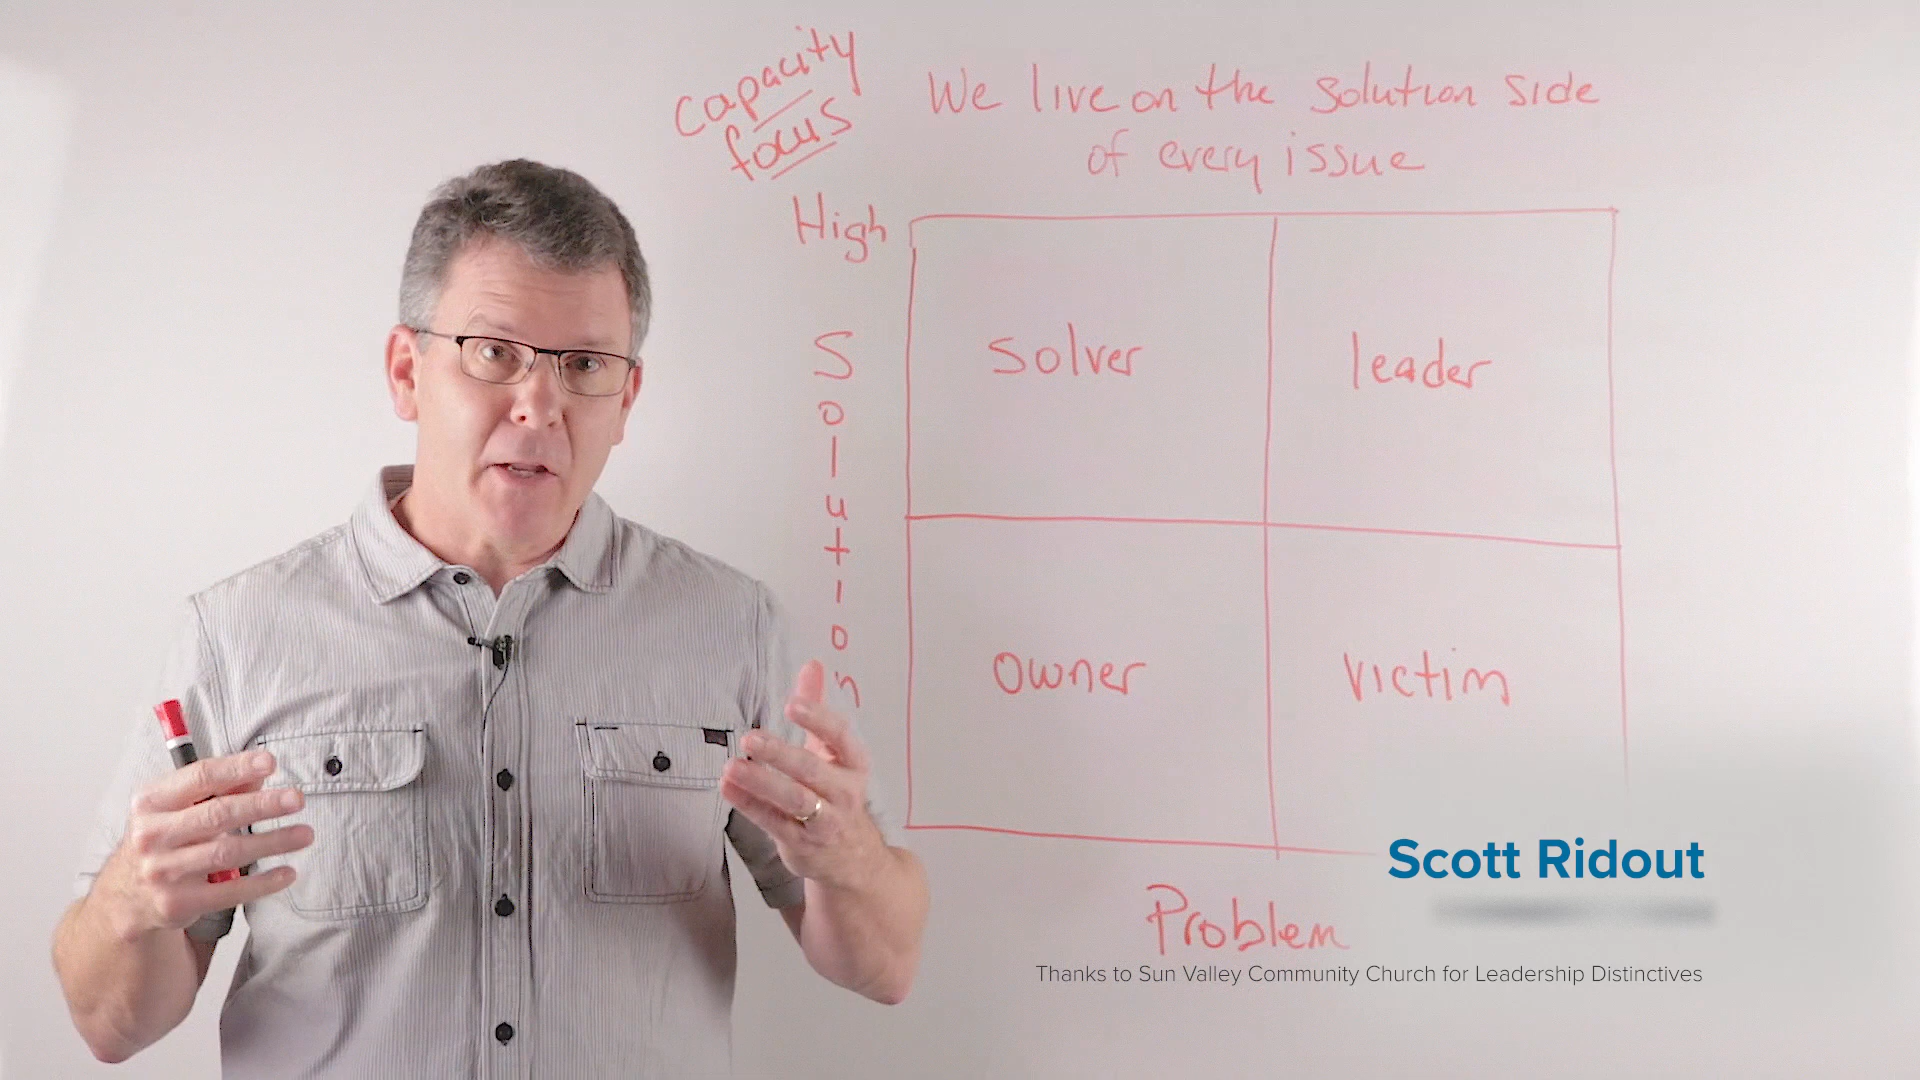 capacity
focus
We live on the solution side
of every issue
High
Solution
solver
leader
owner
victim
Problem
Scott Ridout
Thanks to Sun Valley Community Church for Leadership Distinctives